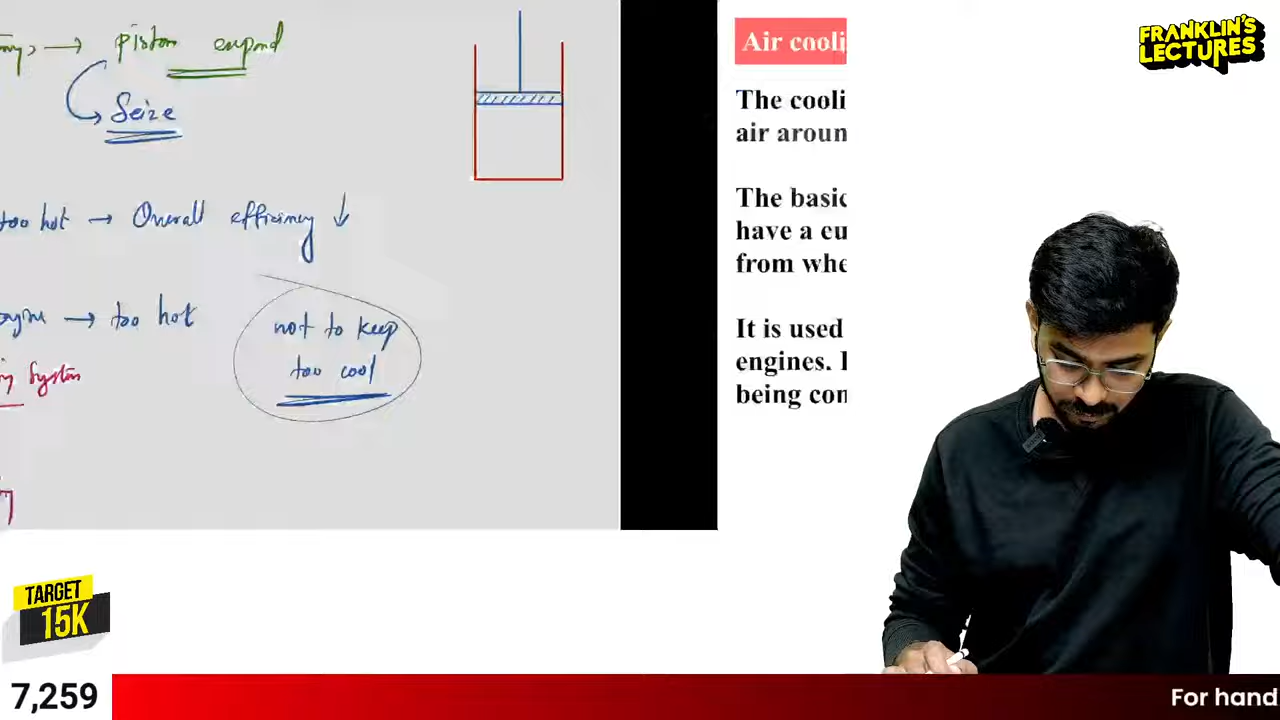 → piston expand
Seize
too hot → Overall efficiency ↓
→ too hot
not to keep
too cool
System
Air cooli
The cooli
air aroun
The basic
have a cu
from whe
It is used
engines. I
being con
FRANKLIN'S
LECTURES
TARGET
15K
7,259
For hand